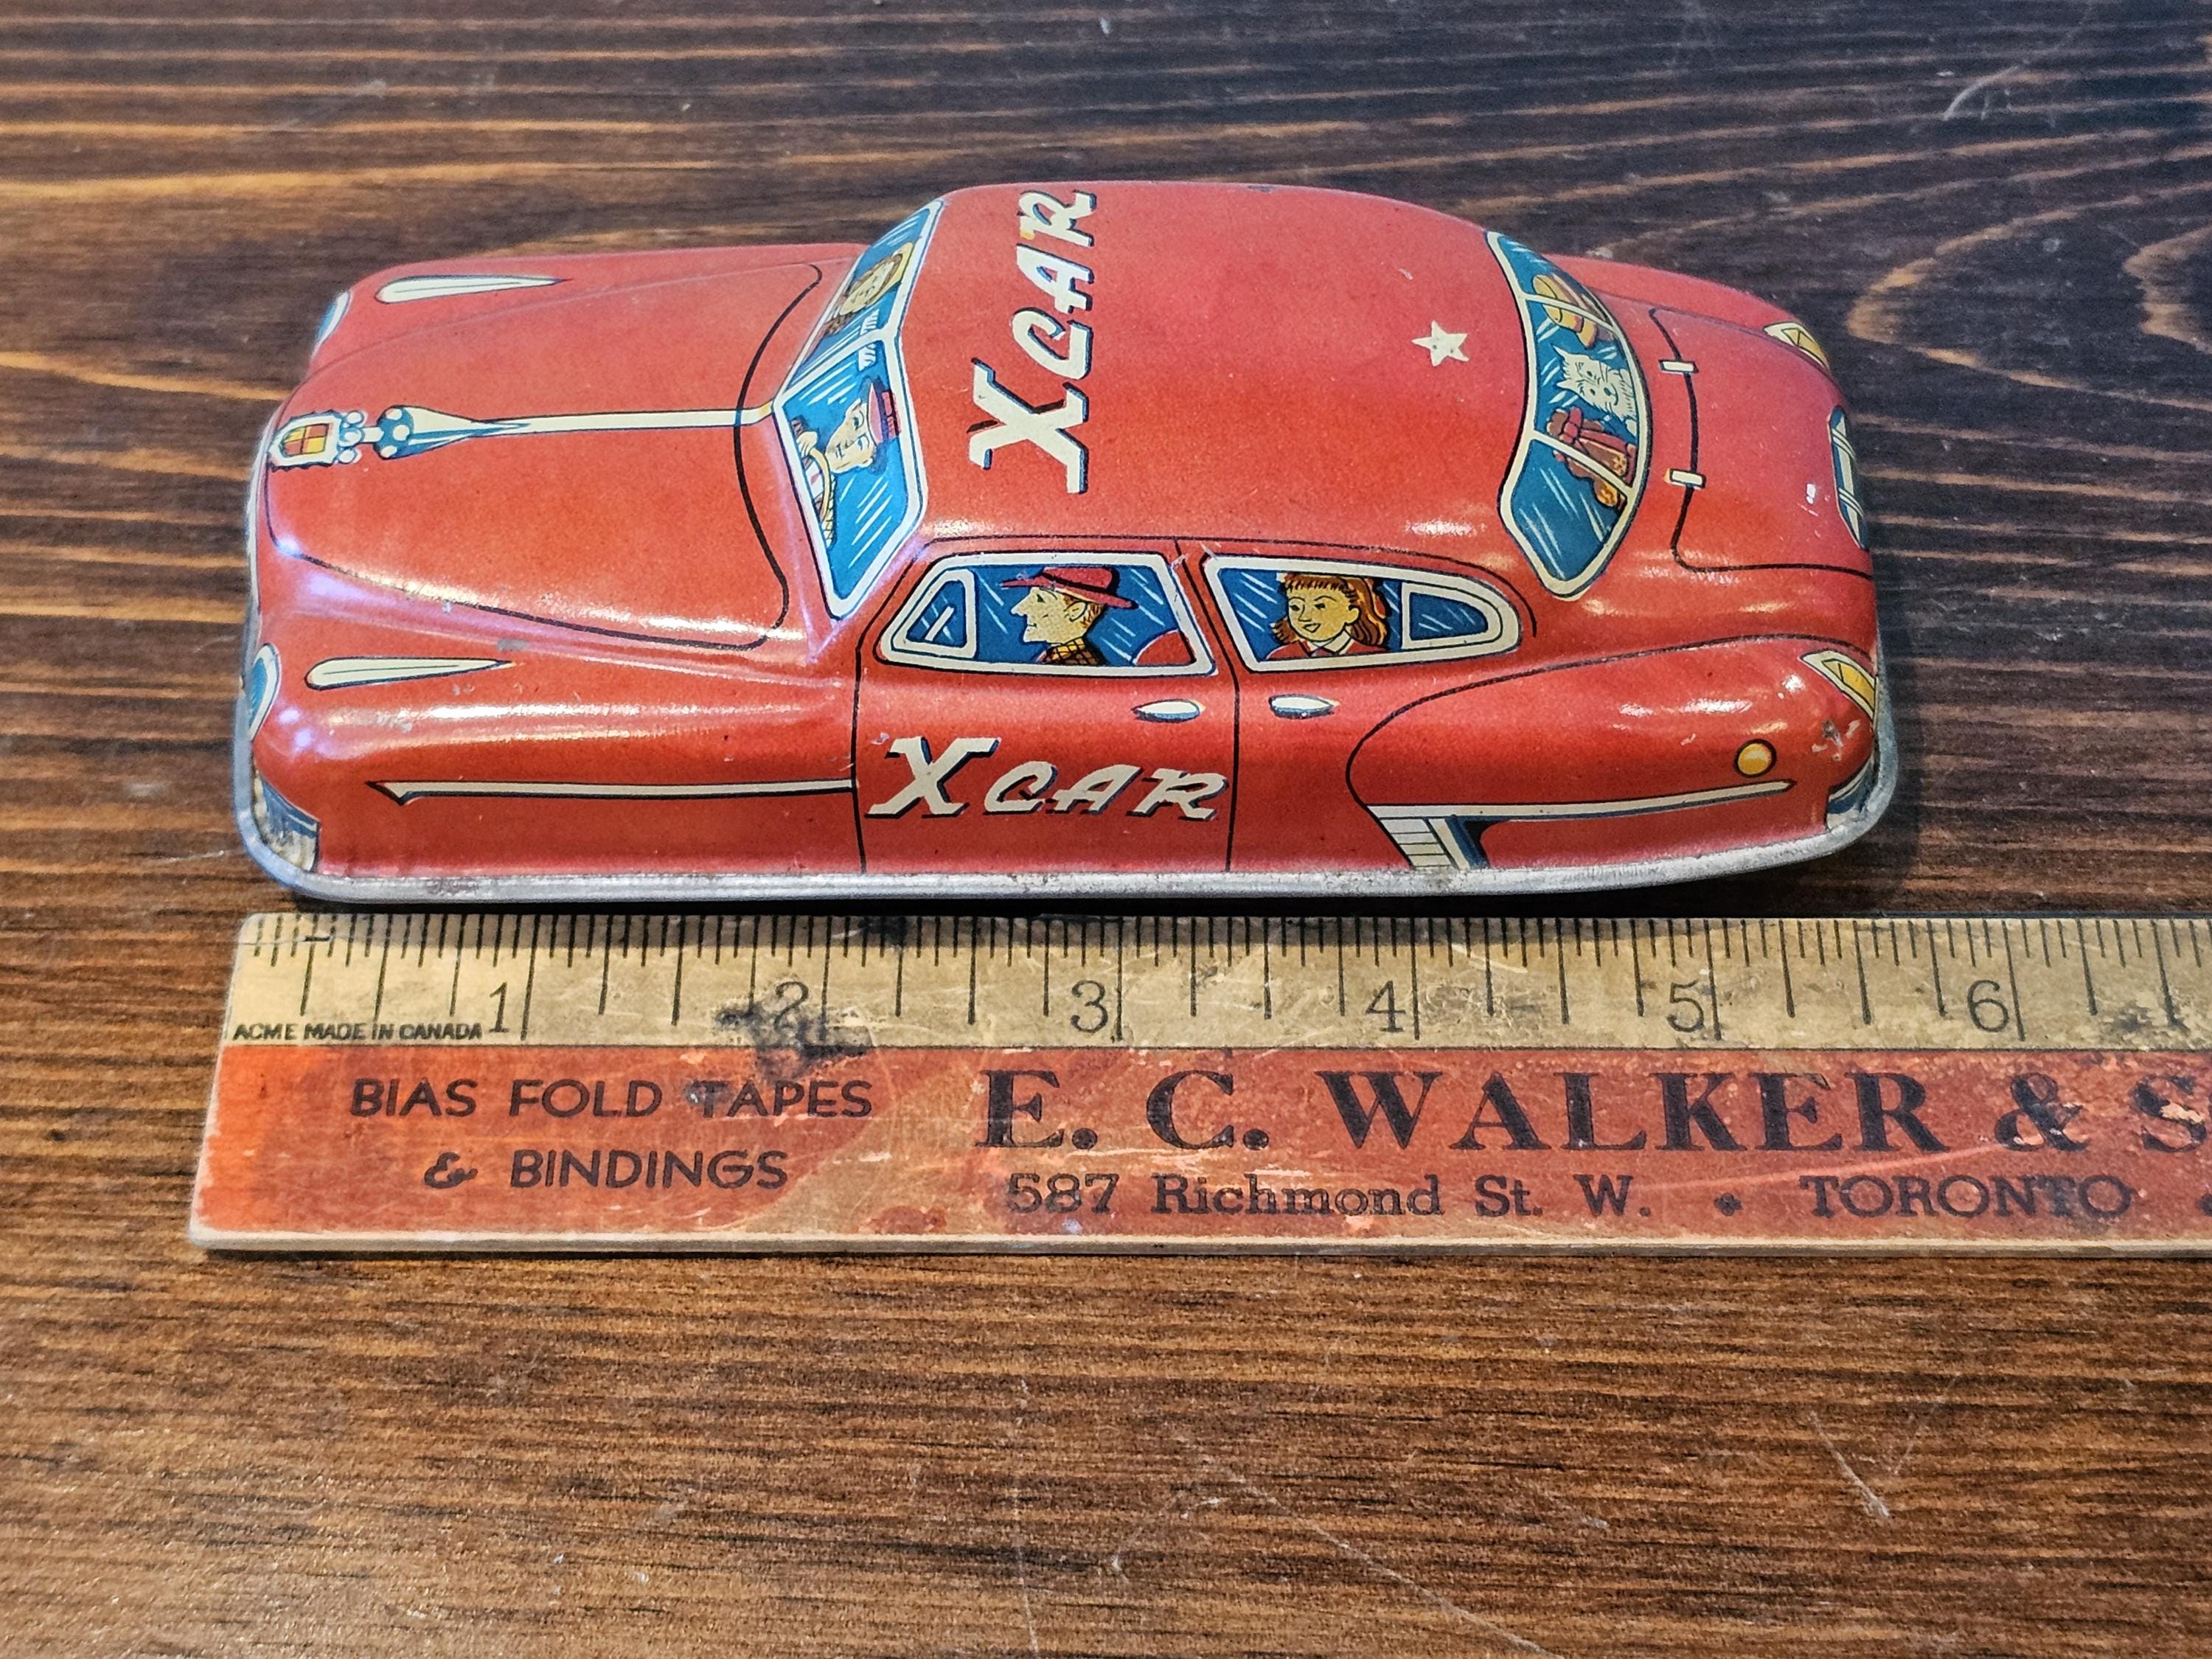 XCAR
XCAR
1 2 3 4 5 6
ACME MADE IN CANADA
BIAS FOLD TAPES
& BINDINGS
E. C. WALKER & S
587 Richmond St. W. • TORONTO